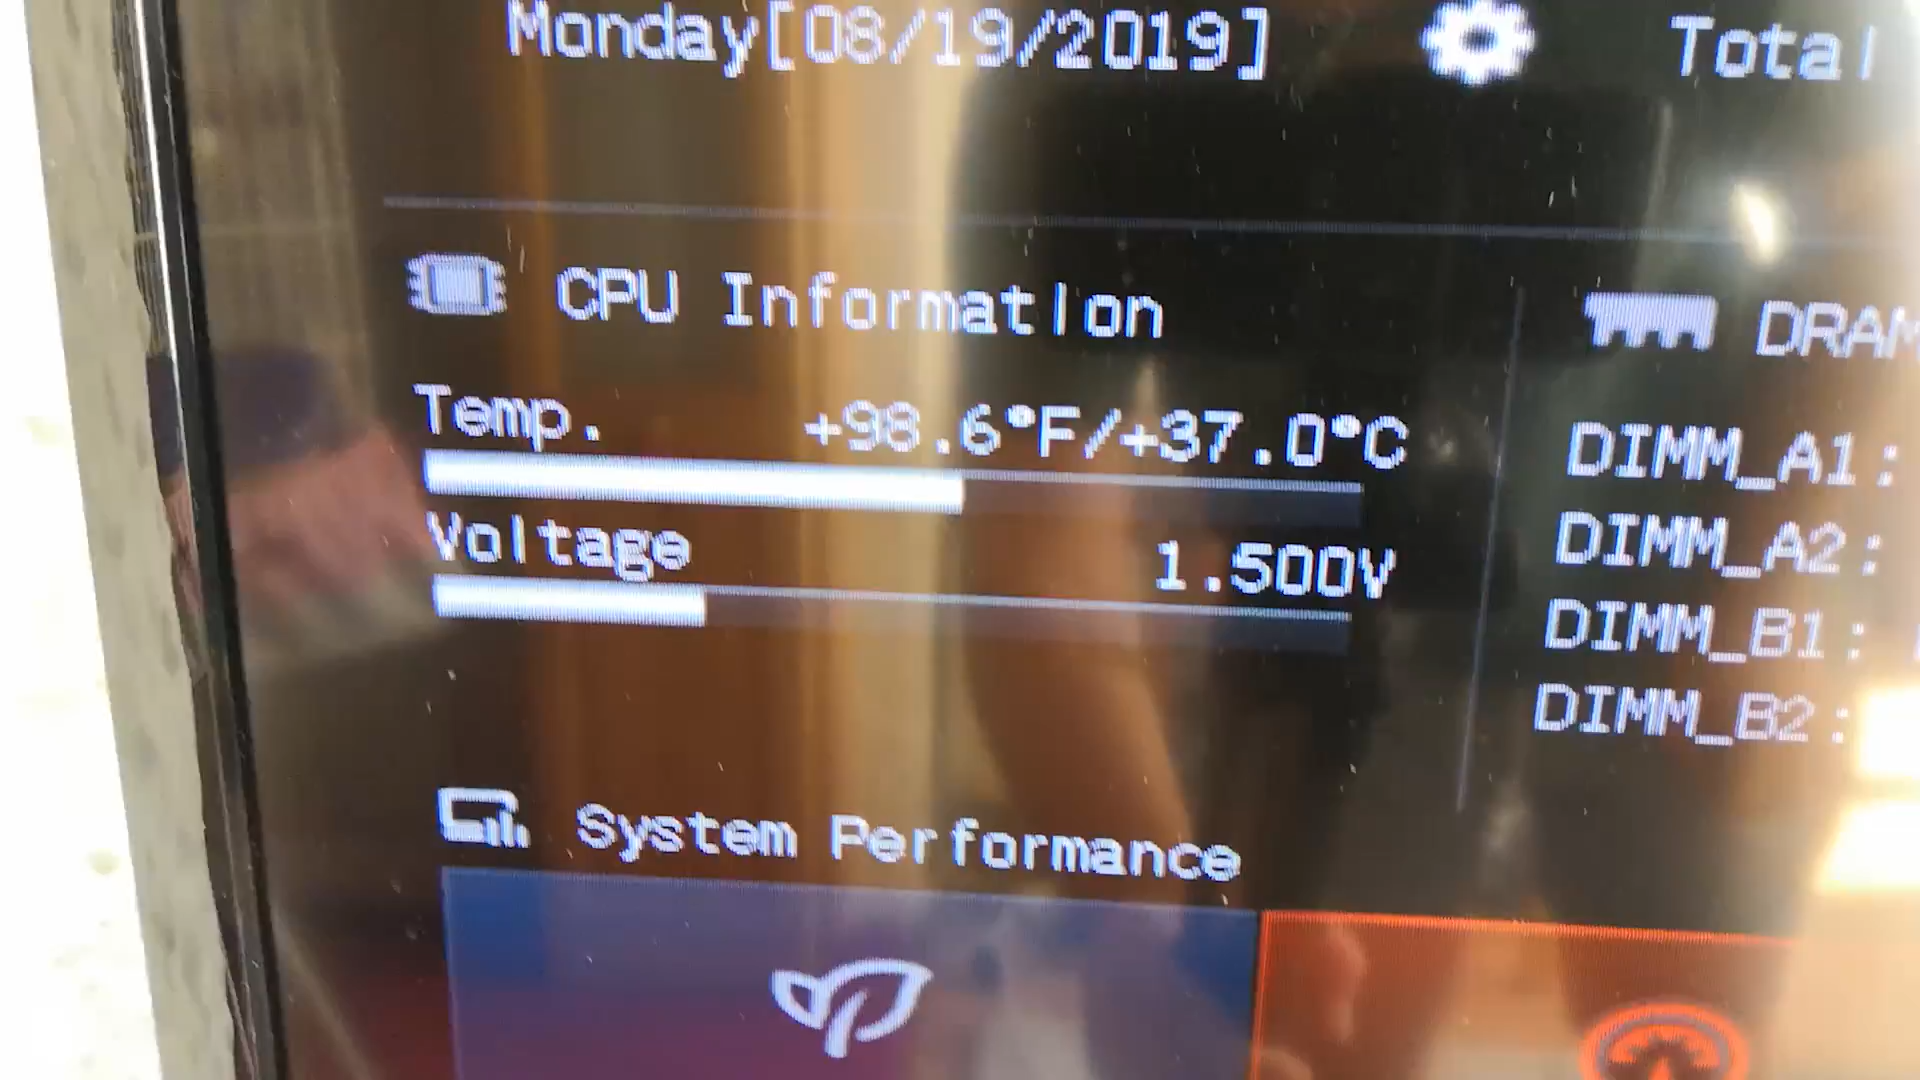 Monday[08/19/2019]
Total
CPU Information
Temp. +98.6°F/+37.0°C
Voltage 1.500V
DRAM
DIMM_A1:
DIMM_A2:
DIMM_B1:
DIMM_B2:
System Performance